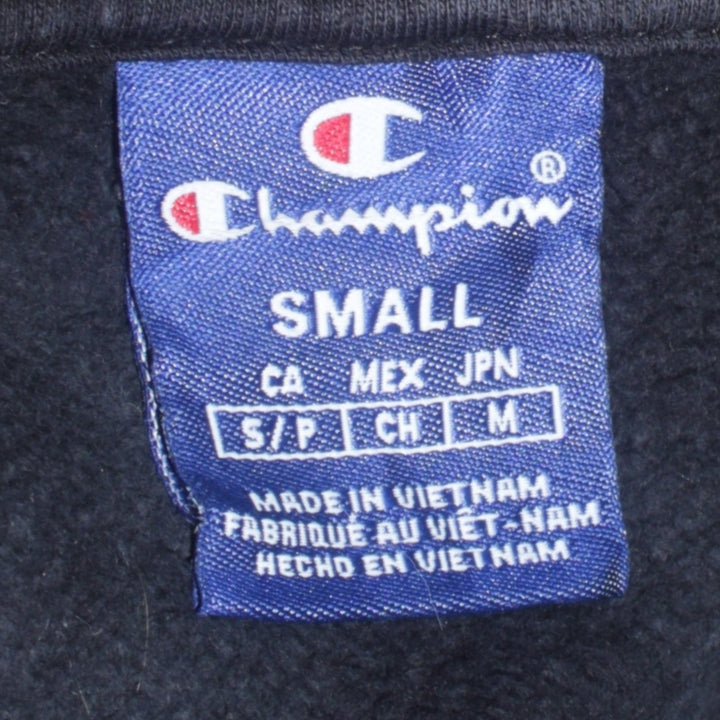 Champion®
SMALL
CA MEX JPN
S/P CH M
MADE IN VIETNAM
FABRIQUÉ AU VIÊT-NAM
HECHO EN VIETNAM